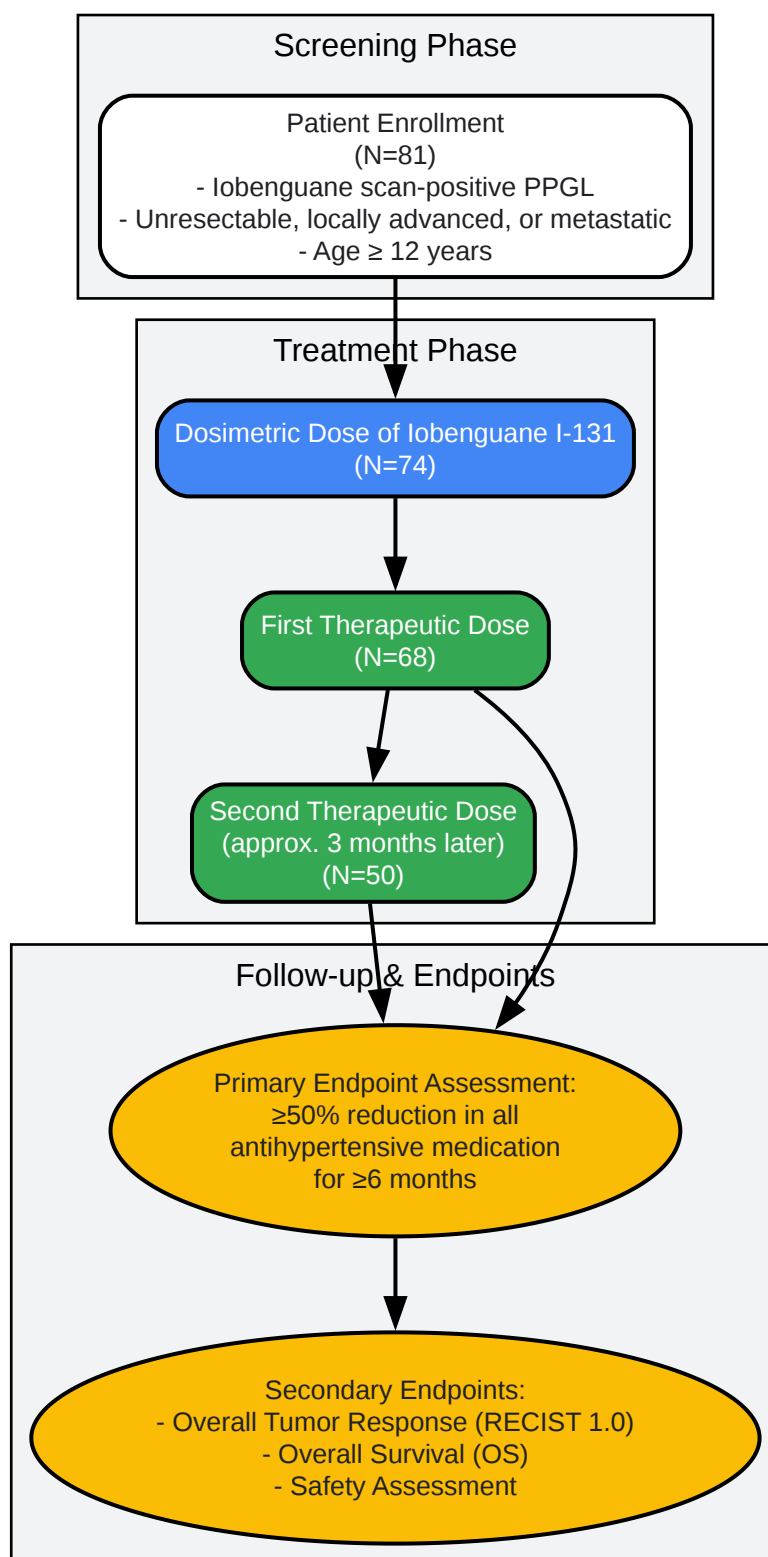 Screening Phase
Patient Enrollment
(N=81)
- Iobenguane scan-positive PPGL
- Unresectable, locally advanced, or metastatic
- Age ≥ 12 years
Treatment Phase
Dosimetric Dose of Iobenguane I-131
(N=74)
First Therapeutic Dose
(N=68)
Second Therapeutic Dose
(approx. 3 months later)
(N=50)
Follow-up & Endpoints
Primary Endpoint Assessment:
≥50% reduction in all
antihypertensive medication
for ≥6 months
Secondary Endpoints:
- Overall Tumor Response (RECIST 1.0)
- Overall Survival (OS)
- Safety Assessment